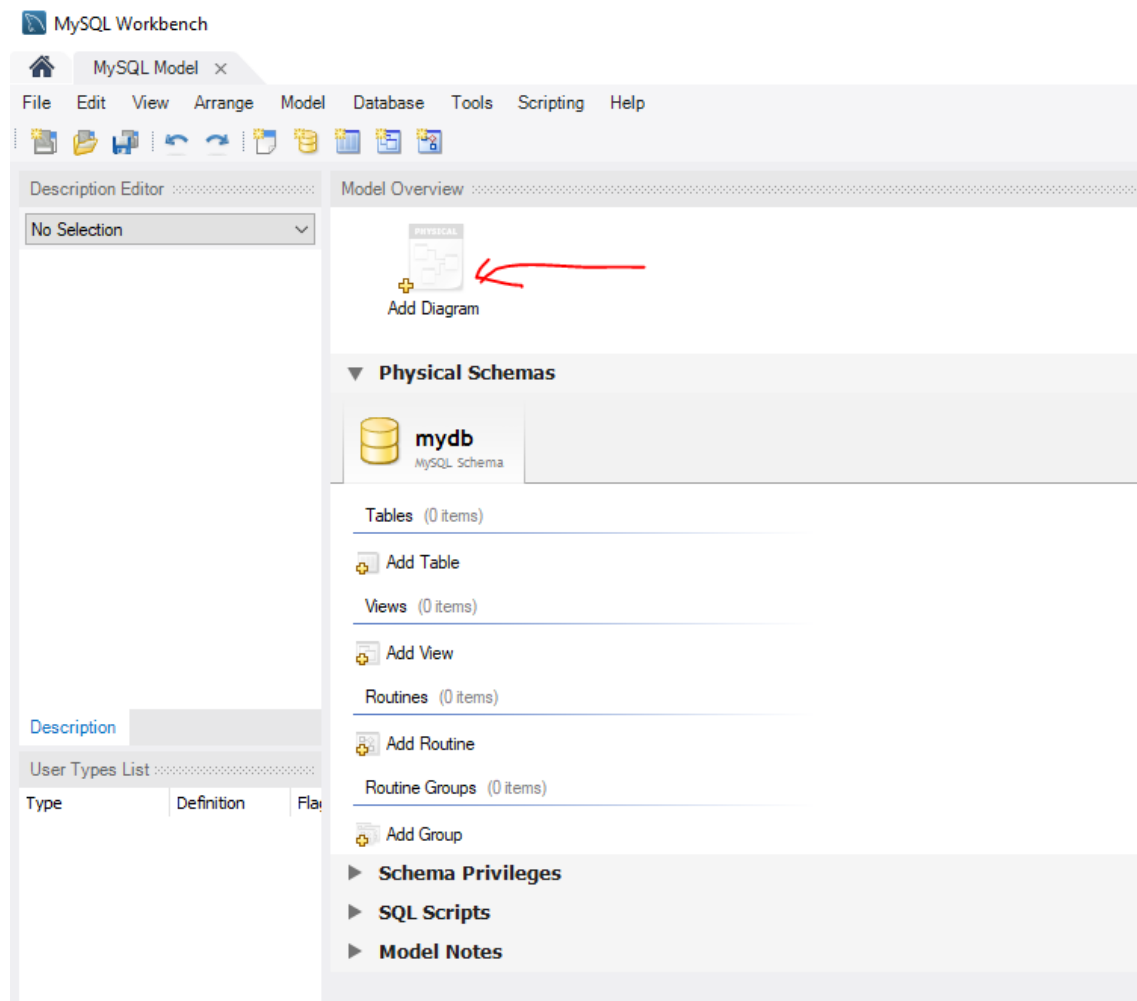 MySQL Workbench
MySQL Model
File Edit View Arrange Model Database Tools Scripting Help
Description Editor
No Selection
Description
User Types List
Type Definition Flag
Model Overview
PHYSICAL
Add Diagram
Physical Schemas
mydb
MySQL Schema
Tables (0 items)
Add Table
Views (0 items)
Add View
Routines (0 items)
Add Routine
Routine Groups (0 items)
Add Group
Schema Privileges
SQL Scripts
Model Notes